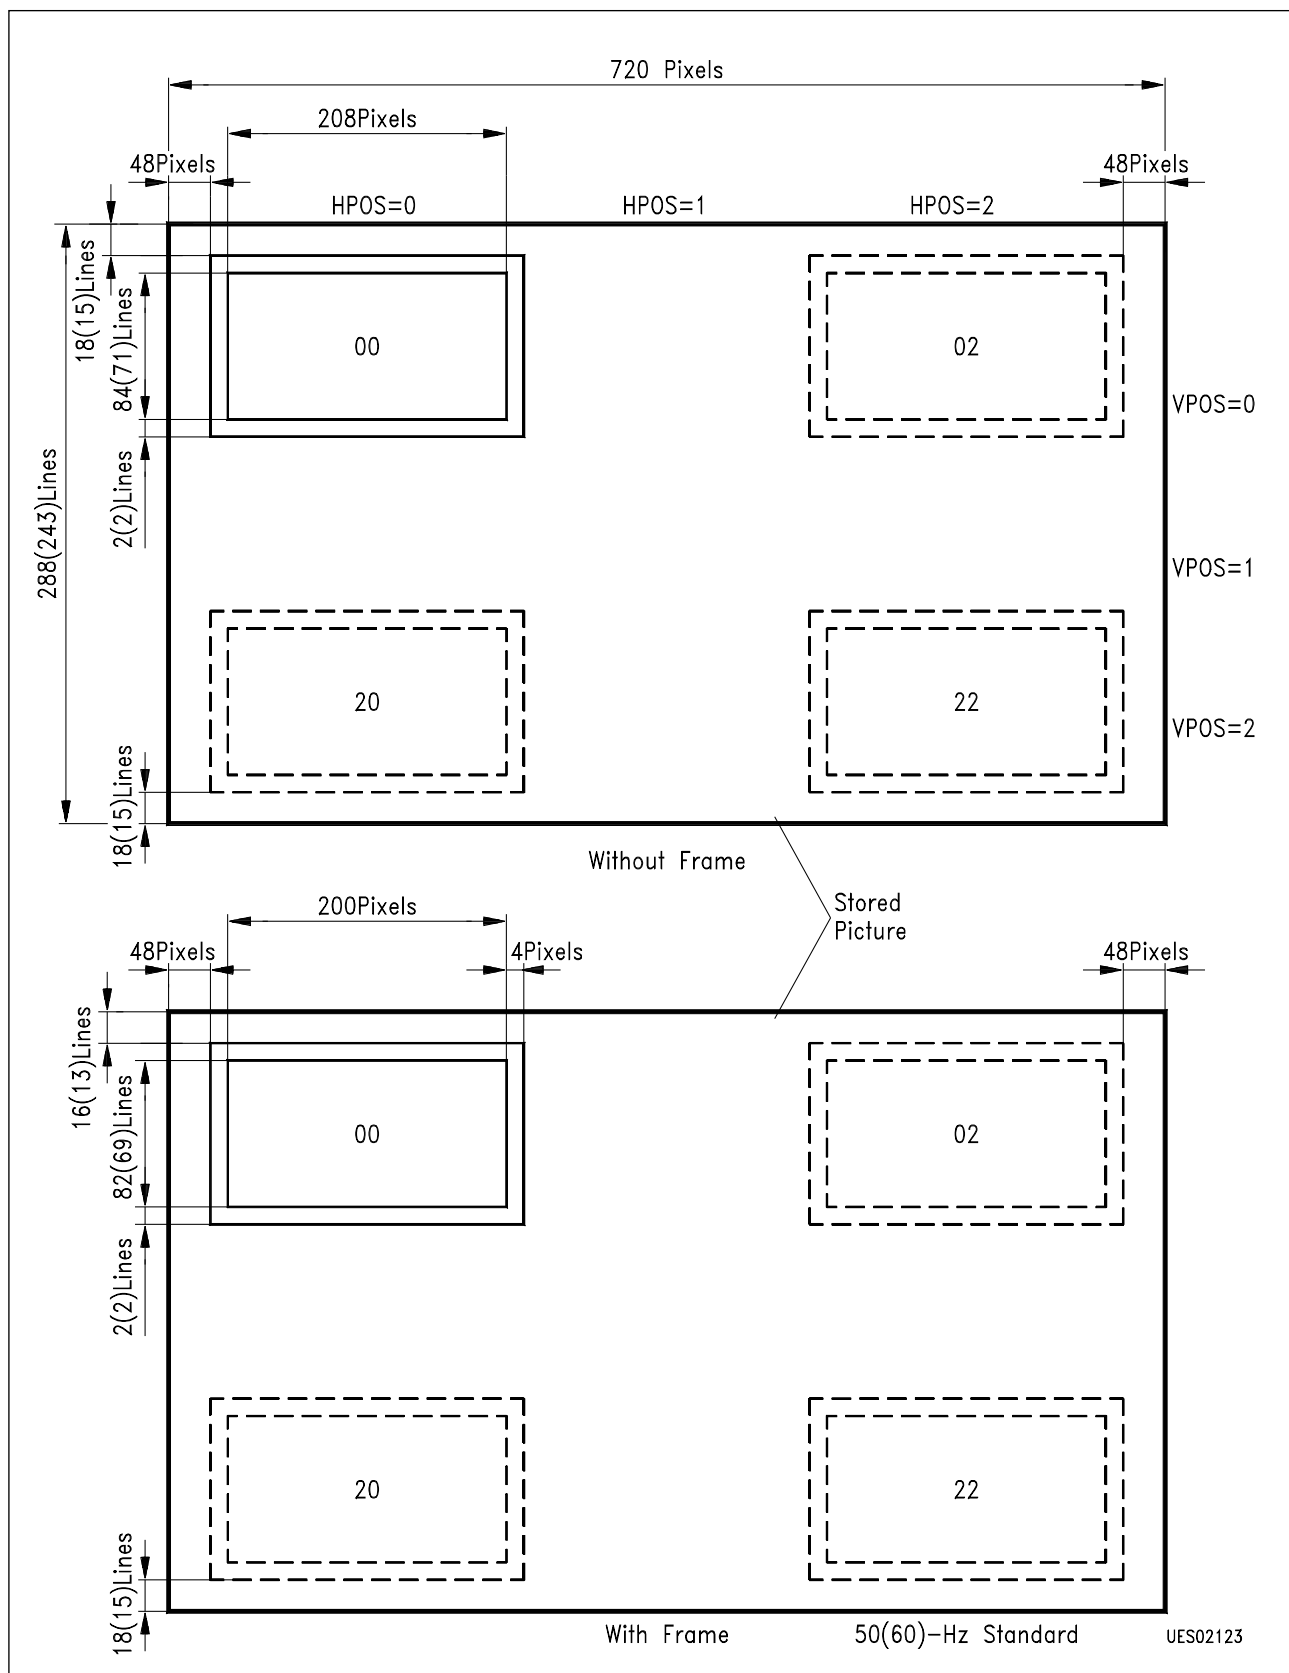 720 Pixels
208Pixels
48Pixels
48Pixels
HPOS=0
HPOS=1
HPOS=2
18(15)Lines
84(71)Lines
2(2)Lines
288(243)Lines
00
02
VPOS=0
VPOS=1
20
22
VPOS=2
18(15)Lines
Without Frame
Stored
Picture
200Pixels
48Pixels
4Pixels
48Pixels
16(13)Lines
82(69)Lines
2(2)Lines
00
02
20
22
18(15)Lines
With Frame
50(60)-Hz Standard
UES02123